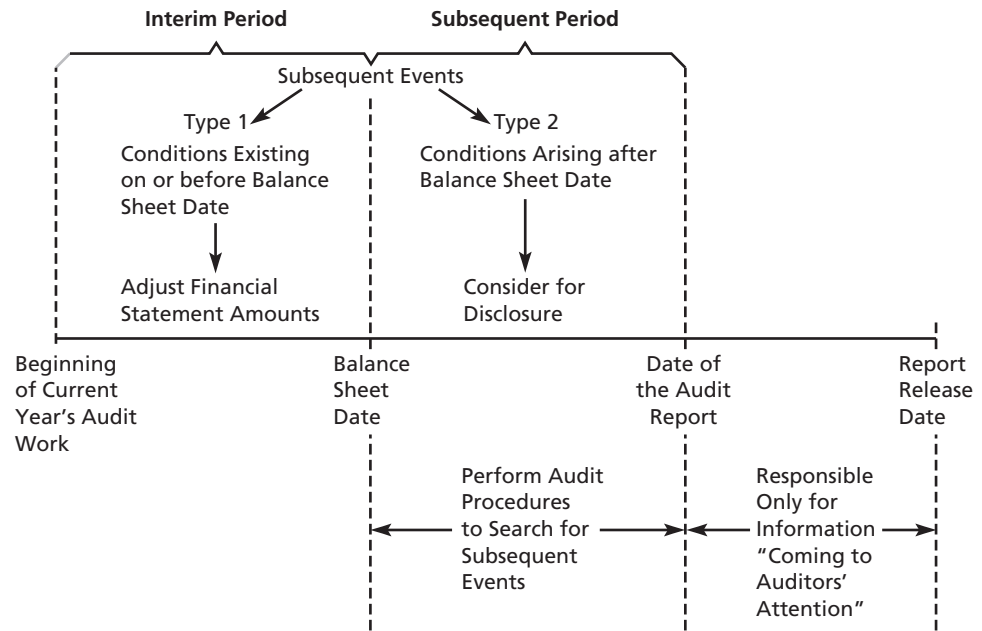 Interim Period
Subsequent Period
Subsequent Events
Type 1
Conditions Existing
on or before Balance
Sheet Date
Adjust Financial
Statement Amounts
Type 2
Conditions Arising after
Balance Sheet Date
Consider for
Disclosure
Beginning
of Current
Year's Audit
Work
Balance
Sheet
Date
Date of
the Audit
Report
Report
Release
Date
Perform Audit
Procedures
to Search for
Subsequent
Events
Responsible
Only for
Information
“Coming to
Auditors’
Attention”